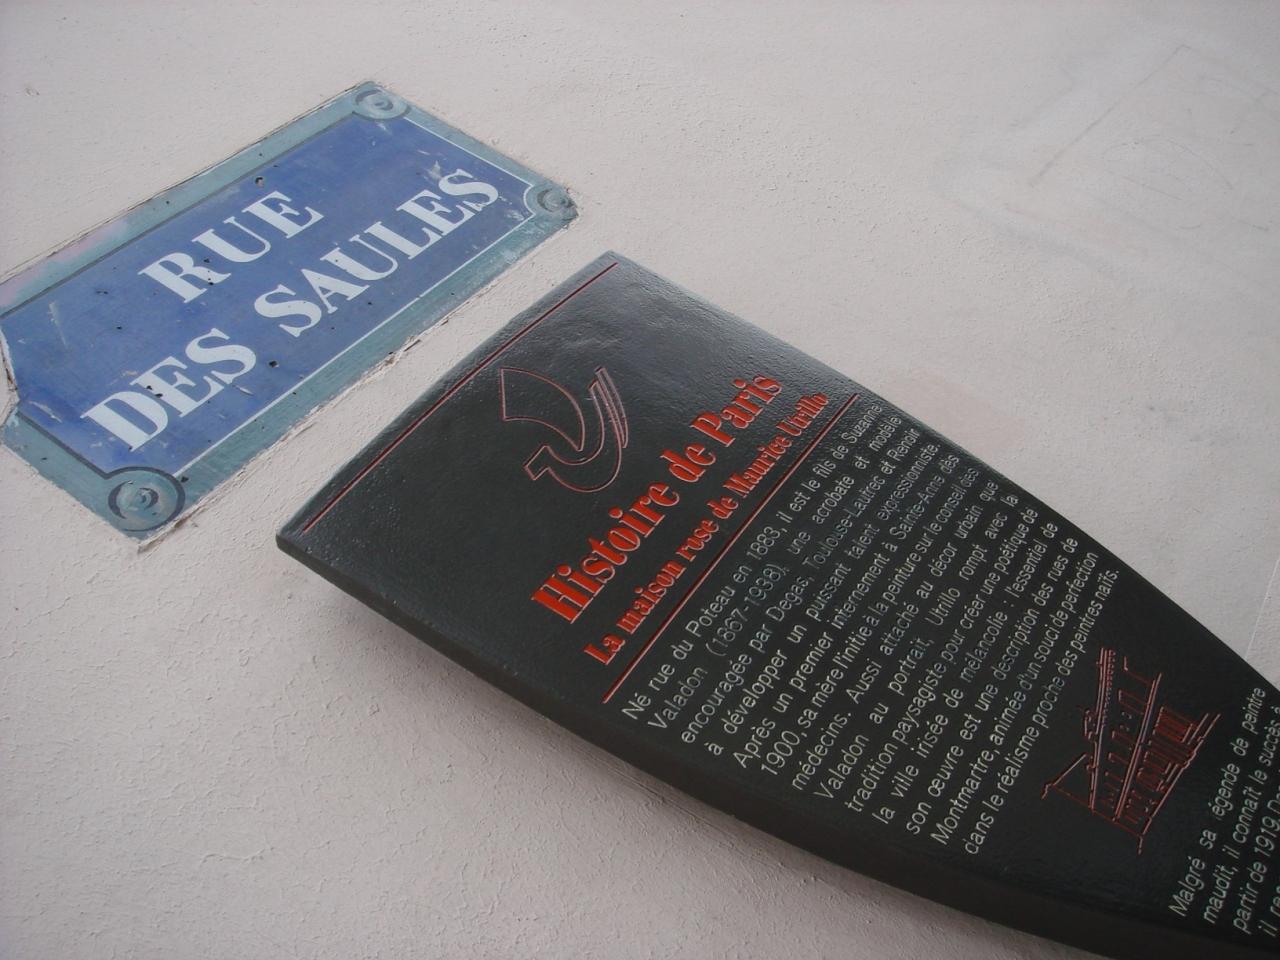 RUE
DES SAULES
Histoire de Paris
La maison rose de Maurice Utrillo
Né rue du Poteau en 1883, il est le fils de Suzanne
Valadon (1867-1938), une acrobate et modèle
encouragée par Degas, Toulouse-Lautrec et Renoir
à développer un puissant talent expressionniste.
Après un premier internement à Sainte-Anne dès
1900, sa mère l'initie à la peinture sur le conseil des
médecins. Aussi attaché au décor urbain que
Valadon au portrait, Utrillo rompt avec la
tradition paysagiste pour créer une poétique de
la ville irisée de mélancolie : l'essentiel de
son œuvre est une description des rues de
Montmartre, animée d'un souci de perfection
dans le réalisme proche des peintres naïfs.
Malgré sa légende de peintre
maudit, il connaît le succès à
partir de 1919.
il